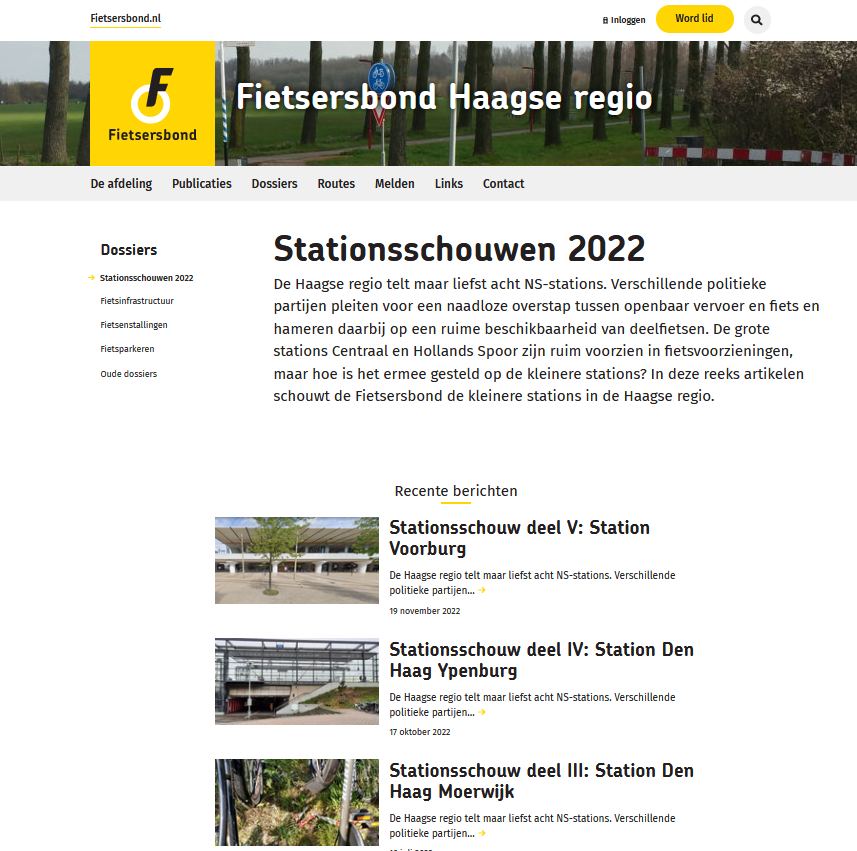 Fietsersbond.nl
Inloggen
Word lid
Fietsersbond
Fietsersbond Haagse regio
De afdeling Publicaties Dossiers Routes Melden Links Contact
Dossiers
Stationsschouwen 2022
Fietsinfrastructuur
Fietsenstallingen
Fietsparkeren
Oude dossiers
Stationsschouwen 2022
De Haagse regio telt maar liefst acht NS-stations. Verschillende politieke
partijen pleiten voor een naadloze overstap tussen openbaar vervoer en fiets en
hameren daarbij op een ruime beschikbaarheid van deelfietsen. De grote
stations Centraal en Hollands Spoor zijn ruim voorzien in fietsvoorzieningen,
maar hoe is het ermee gesteld op de kleinere stations? In deze reeks artikelen
schouwt de Fietsersbond de kleinere stations in de Haagse regio.
Recente berichten
Stationsschouw deel V: Station
Voorburg
De Haagse regio telt maar liefst acht NS-stations. Verschillende
politieke partijen...
19 november 2022
Stationsschouw deel IV: Station Den
Haag Ypenburg
De Haagse regio telt maar liefst acht NS-stations. Verschillende
politieke partijen...
17 oktober 2022
Stationsschouw deel III: Station Den
Haag Moerwijk
De Haagse regio telt maar liefst acht NS-stations. Verschillende
politieke partijen...